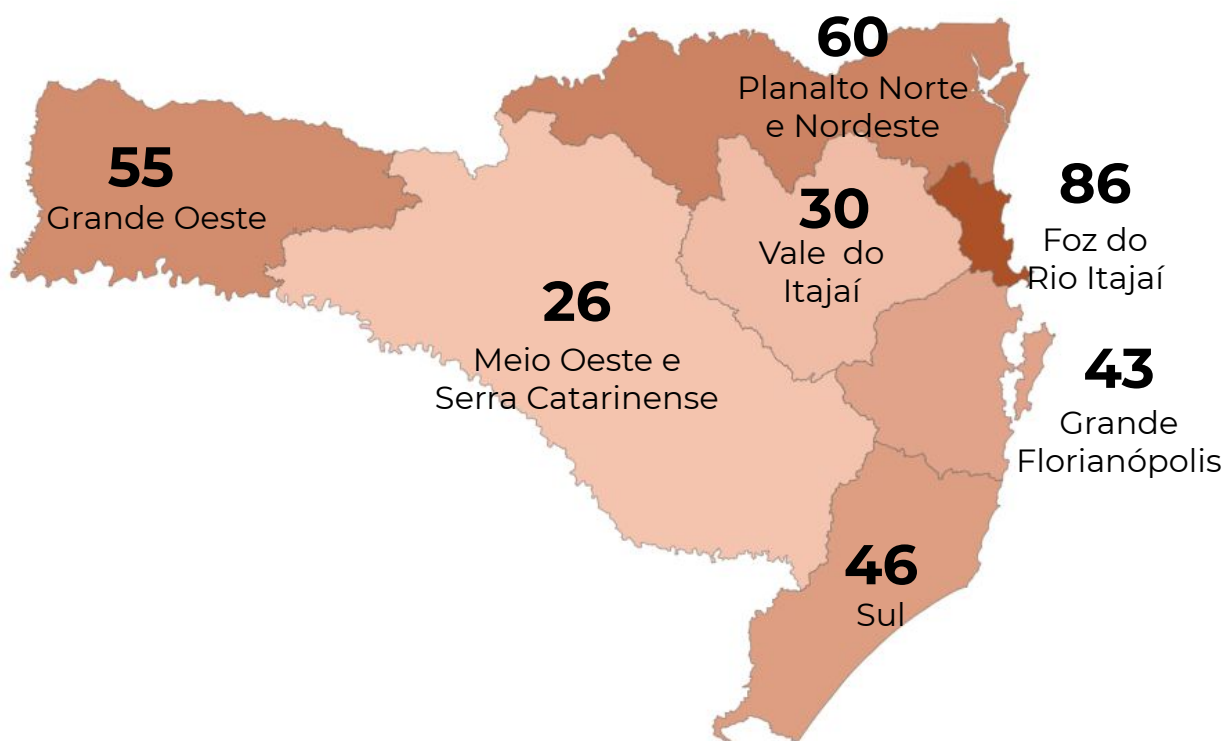 60
Planalto Norte
e Nordeste
55
Grande Oeste
86
Foz do
Rio Itajaí
30
Vale do
Itajaí
26
Meio Oeste e
Serra Catarinense
43
Grande
Florianópolis
46
Sul